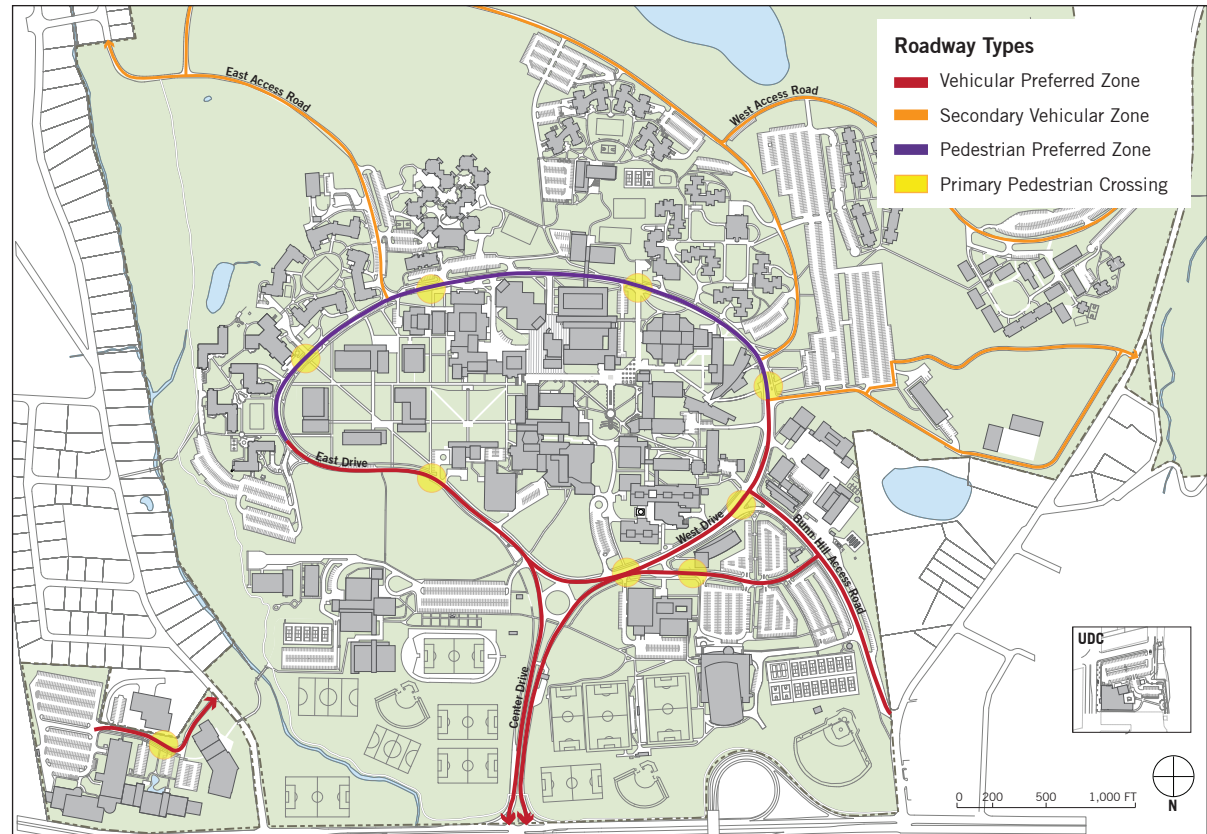 Roadway Types
Vehicular Preferred Zone
Secondary Vehicular Zone
Pedestrian Preferred Zone
Primary Pedestrian Crossing
East Access Road
West Access Road
East Drive
West Drive
Bunn Hill Access Road
Center Drive
UDC
0 200 500 1,000 FT
N